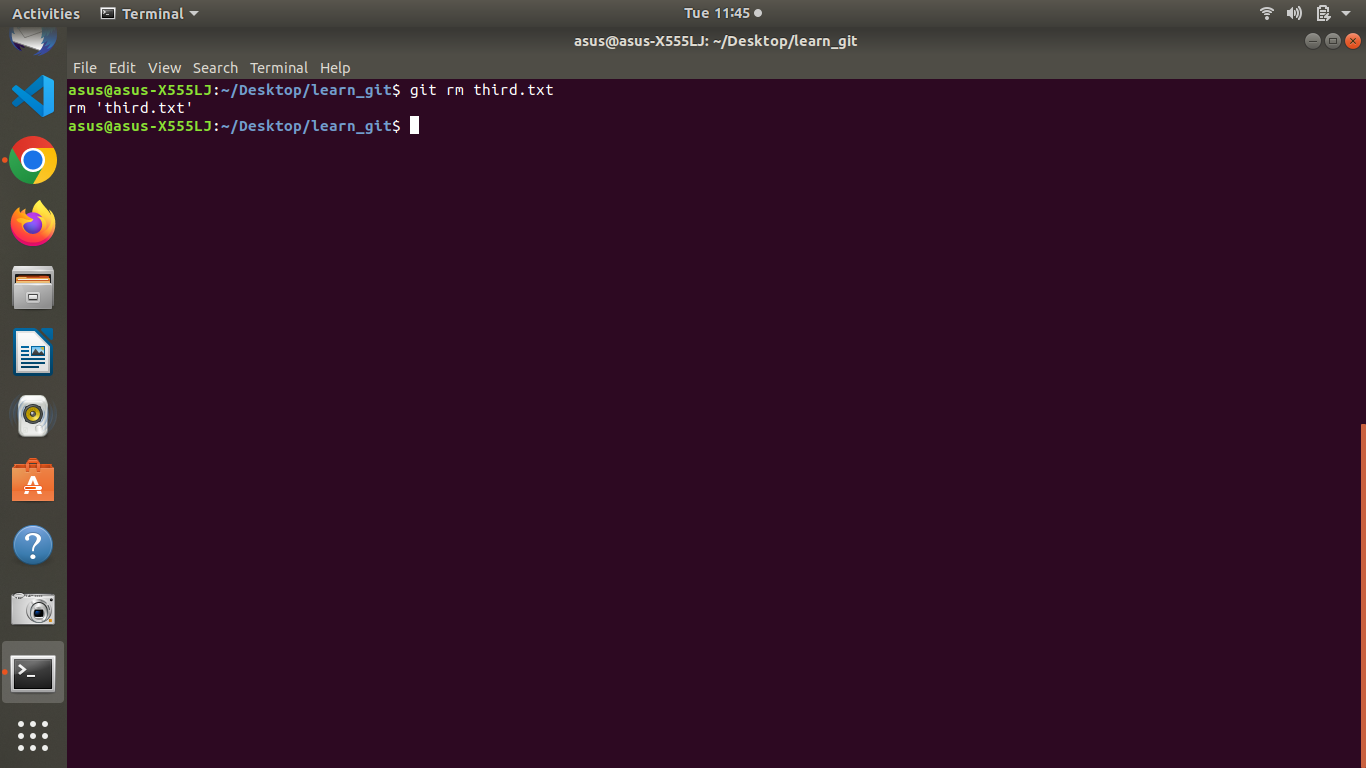 Activities
Terminal
Tue 11:45
asus@asus-X555LJ: ~/Desktop/learn_git
File Edit View Search Terminal Help
asus@asus-X555LJ:~/Desktop/learn_git$ git rm third.txt
rm 'third.txt'
asus@asus-X555LJ:~/Desktop/learn_git$